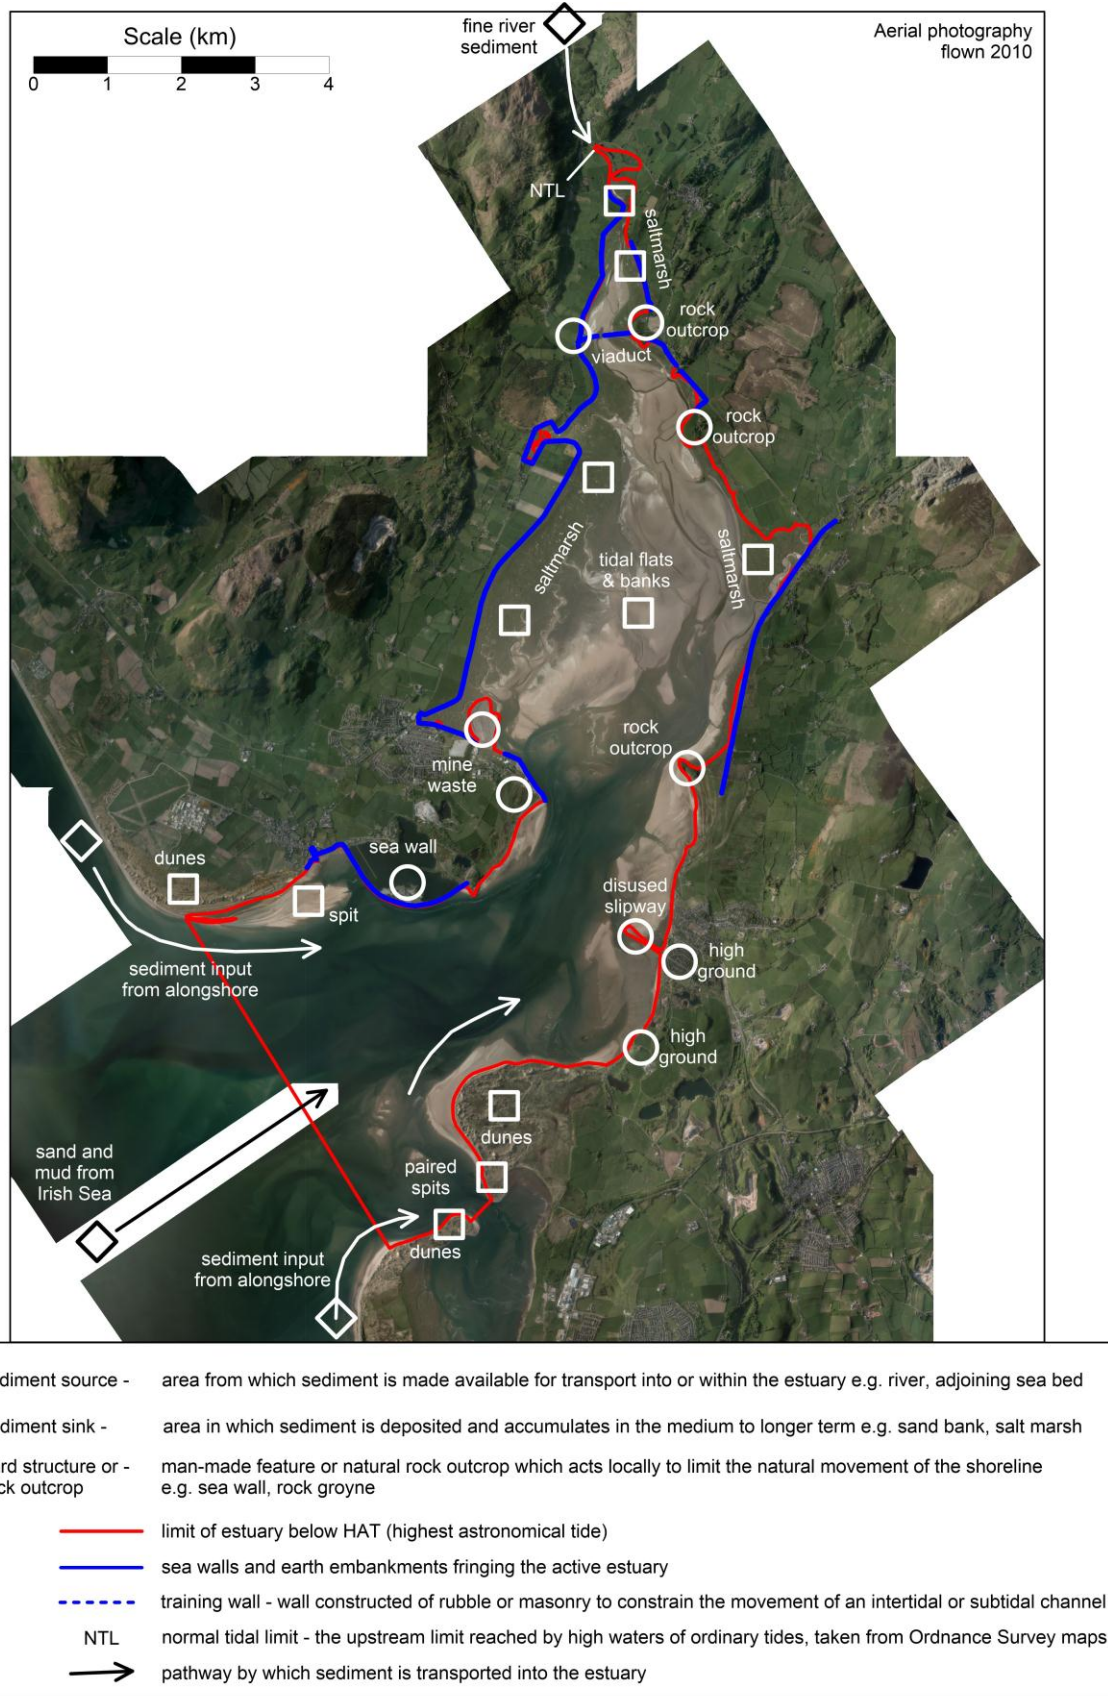 Scale (km)
0 1 2 3 4
fine river
sediment
Aerial photography
flown 2010
NTL
saltmarsh
rock
outcrop
viaduct
rock
outcrop
saltmarsh
tidal flats
& banks
saltmarsh
rock
outcrop
mine
waste
sea wall
dunes
spit
disused
slipway
high
ground
sediment input
from alongshore
high
ground
dunes
sand and
mud from
Irish Sea
paired
spits
dunes
sediment input
from alongshore
diment source - area from which sediment is made available for transport into or within the estuary e.g. river, adjoining sea bed
diment sink - area in which sediment is deposited and accumulates in the medium to longer term e.g. sand bank, salt marsh
rd structure or - man-made feature or natural rock outcrop which acts locally to limit the natural movement of the shoreline
ck outcrop e.g. sea wall, rock groyne
limit of estuary below HAT (highest astronomical tide)
sea walls and earth embankments fringing the active estuary
training wall - wall constructed of rubble or masonry to constrain the movement of an intertidal or subtidal channel
NTL normal tidal limit - the upstream limit reached by high waters of ordinary tides, taken from Ordnance Survey maps
pathway by which sediment is transported into the estuary